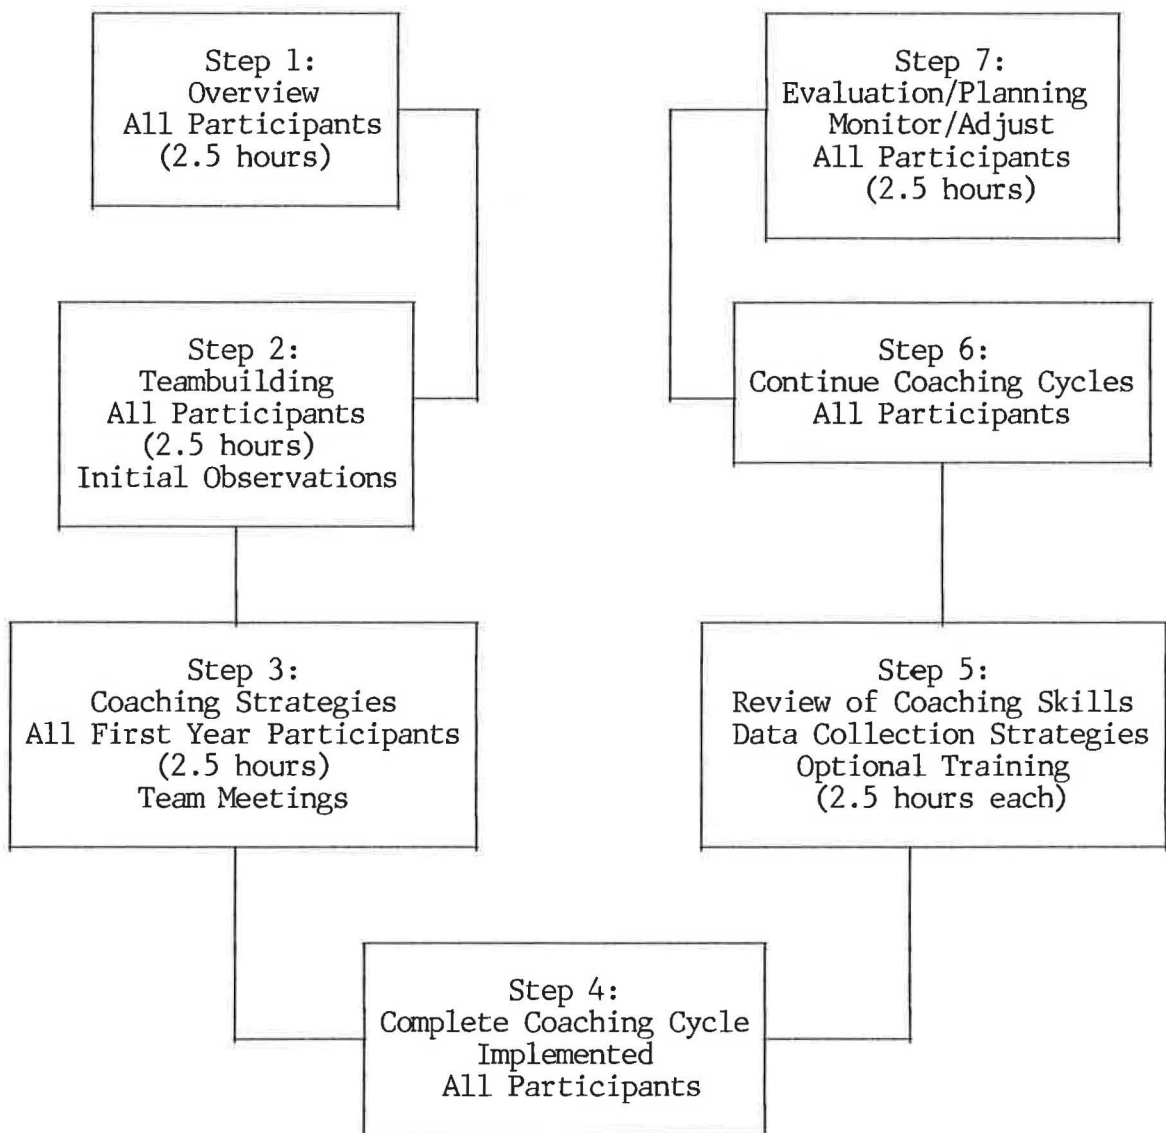 Step 1:
Overview
All Participants
(2.5 hours)
Step 2:
Teambuilding
All Participants
(2.5 hours)
Initial Observations
Step 3:
Coaching Strategies
All First Year Participants
(2.5 hours)
Team Meetings
Step 4:
Complete Coaching Cycle
Implemented
All Participants
Step 5:
Review of Coaching Skills
Data Collection Strategies
Optional Training
(2.5 hours each)
Step 6:
Continue Coaching Cycles
All Participants
Step 7:
Evaluation/Planning
Monitor/Adjust
All Participants
(2.5 hours)